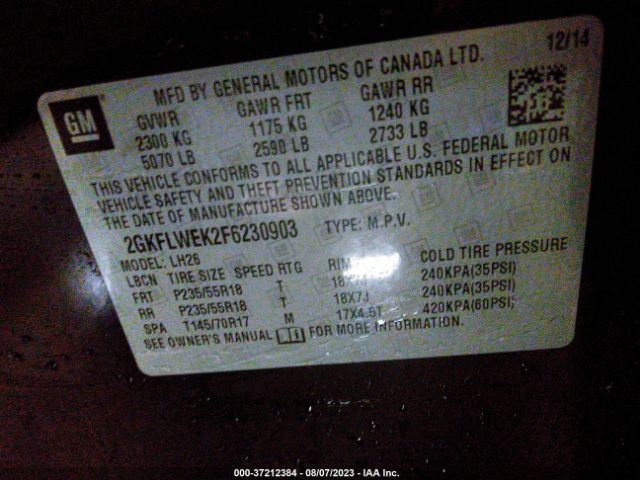 12/14
MFD BY GENERAL MOTORS OF CANADA LTD.
GM
GVWR GAWR FRT GAWR RR
2300 KG 1175 KG 1240 KG
5070 LB 2590 LB 2733 LB
THIS VEHICLE CONFORMS TO ALL APPLICABLE U.S. FEDERAL MOTOR
VEHICLE SAFETY AND THEFT PREVENTION STANDARDS IN EFFECT ON
THE DATE OF MANUFACTURE SHOWN ABOVE.
2GKFLWEK2F6230903 TYPE: M.P.V.
MODEL: LH26
LBCN TIRE SIZE SPEED RTG RIM COLD TIRE PRESSURE
FRT P235/55R18 T 18X7J 240KPA(35PSI)
RR P235/55R18 T 18X7J 240KPA(35PSI)
SPA T145/70R17 M 17X4.5T 420KPA(60PSI)
SEE OWNER'S MANUAL FOR MORE INFORMATION.
000-37212384 - 08/07/2023 - IAA Inc.